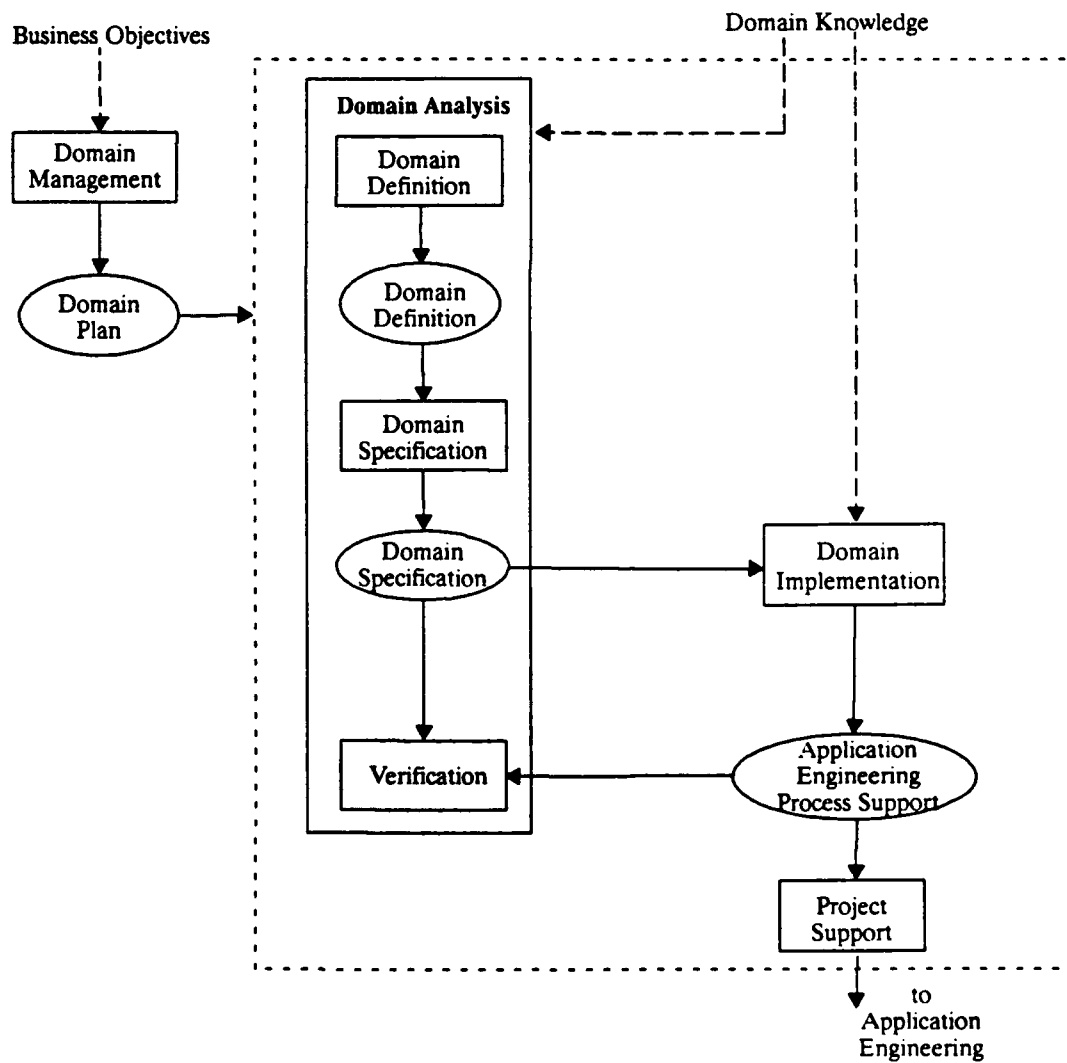 Business Objectives
Domain Knowledge
Domain Analysis
Domain
Management
Domain
Definition
Domain
Plan
Domain
Definition
Domain
Specification
Domain
Specification
Domain
Implementation
Verification
Application
Engineering
Process Support
Project
Support
to
Application
Engineering